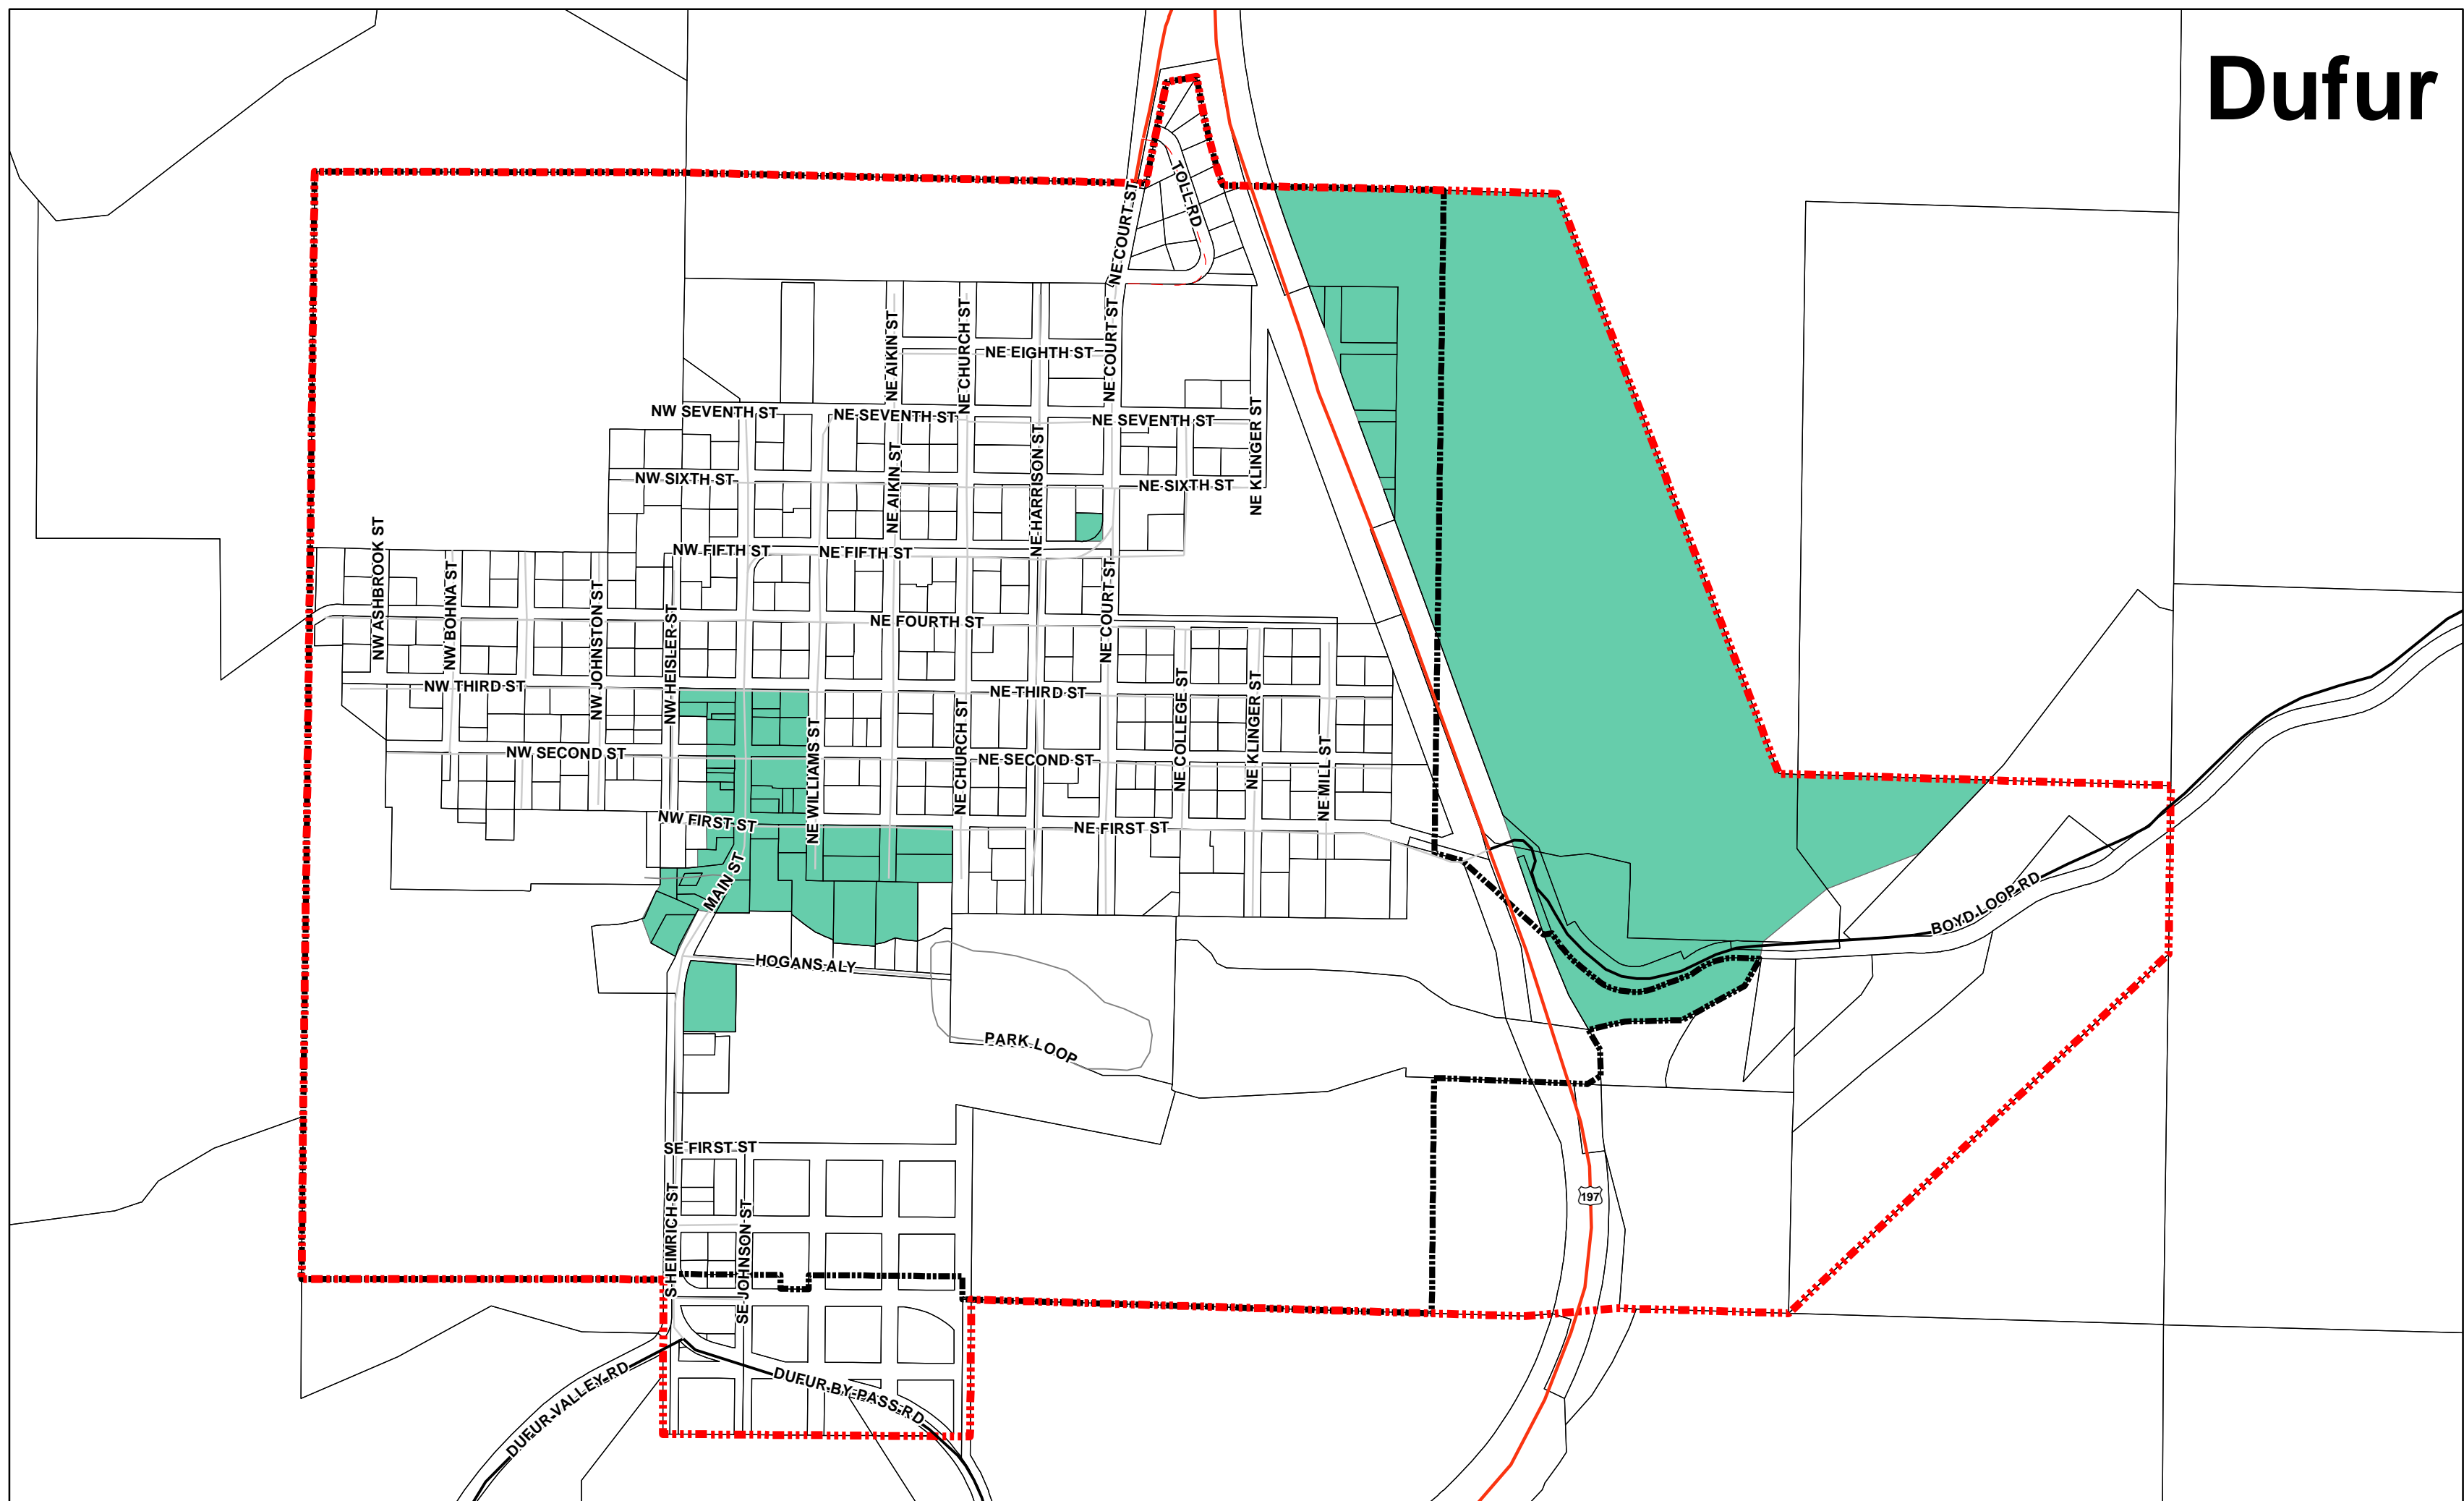 Dufur
TOLL RD
NE COURT ST
NE AIKIN ST
NE CHURCH ST
NE COURT ST
NE EIGHTH ST
NW SEVENTH ST
NE SEVENTH ST
NE SEVENTH ST
NE KLINGER ST
NE HARRISON ST
NE AIKIN ST
NW SIXTH ST
NE SIXTH ST
NW ASHBROOK ST
NW FIFTH ST
NE FIFTH ST
NW BOHNA ST
NW JOHNSTON ST
NW HEISLER ST
NE COURT ST
NE FOURTH ST
NW THIRD ST
NE THIRD ST
NE WILLIAMS ST
NE CHURCH ST
NE COLLEGE ST
NE KLINGER ST
NE MILL ST
NW SECOND ST
NE SECOND ST
NW FIRST ST
NE FIRST ST
MAIN ST
BOYD LOOP RD
HOGANS ALY
PARK LOOP
SE FIRST ST
197
S HEIMRICH ST
SE JOHNSON ST
DUFUR VALLEY RD
DUFUR BY-PASS RD